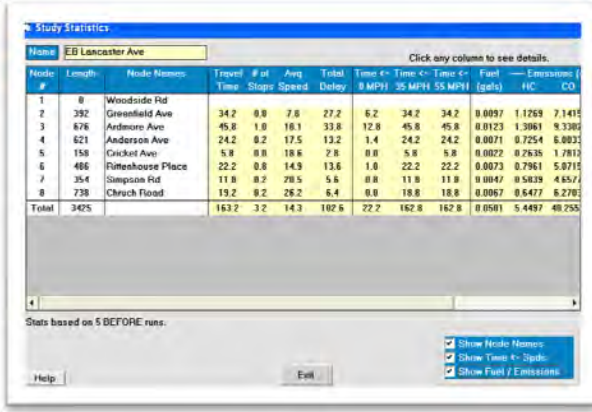 Study Statistics
Name EB Lancaster Ave
Click any column to see details.
Node Length Node Names Travel # of Avg Total Time <- Time <- Time <- Fuel Emissions (
# Time Stops Speed Delay 0 MPH 35 MPH 55 MPH (gals) HC CO
1 0 Woodside Rd
2 392 Greenfield Ave 34.2 0.8 7.8 27.2 6.2 34.2 34.2 0.0097 1.1269 7.1415
3 676 Ardmore Ave 45.8 1.0 10.1 33.8 12.8 45.8 45.8 0.0123 1.3061
4 621 Anderson Ave 24.2 0.2 17.5 13.2 1.4 24.2 24.2 0.0071 0.7254
5 158 Cricket Ave 5.8 0.0 18.6 2.8 0.0 5.8 5.8 0.0022 0.2635
6 486 Rittenhouse Place 22.2 0.8 14.9 13.6 1.0 22.2 22.2 0.0073 0.7961 5.0715
7 354 Simpson Rd 11.8 0.2 20.5 5.6 0.8 11.8 11.8 0.0047 0.5839
8 738 Chruch Road 19.2 0.2 26.2 6.4 0.0 18.8 18.8 0.0067 0.6477
Total 3425 163.2 3.2 14.3 102.6 22.2 162.8 162.8 0.0501 5.4497 40.255
Stats based on 5 BEFORE runs.
Show Node Names
Show Time <- Spds
Show Fuel / Emissions
Help
Exit